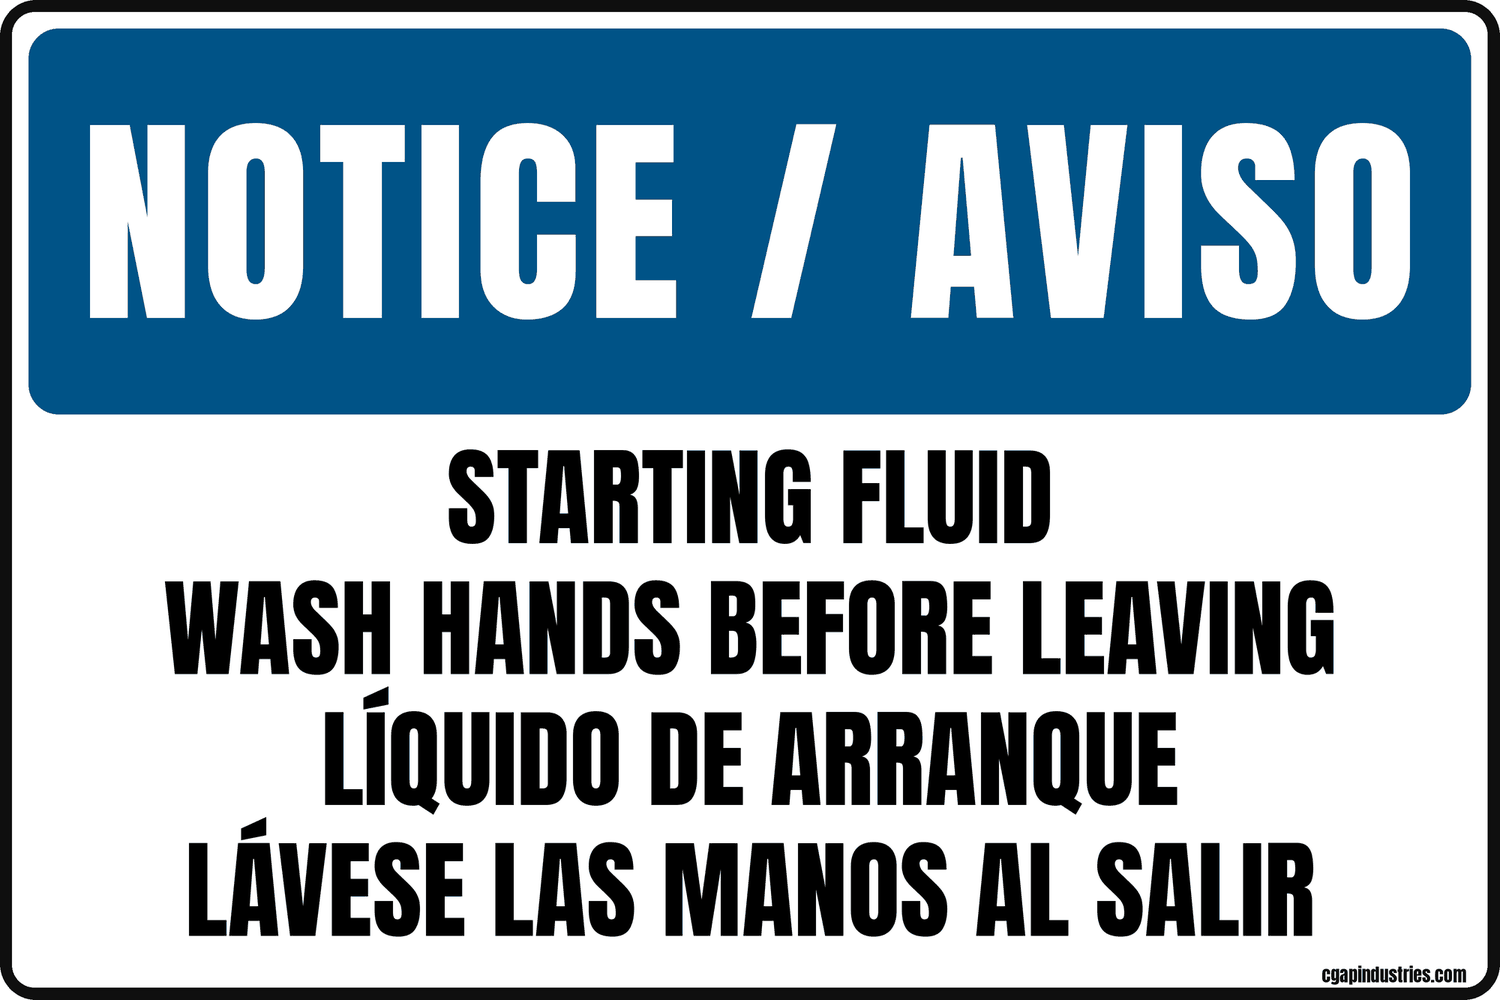 NOTICE / AVISO
STARTING FLUID
WASH HANDS BEFORE LEAVING
LÍQUIDO DE ARRANQUE
LÁVESE LAS MANOS AL SALIR
cgapindustries.com